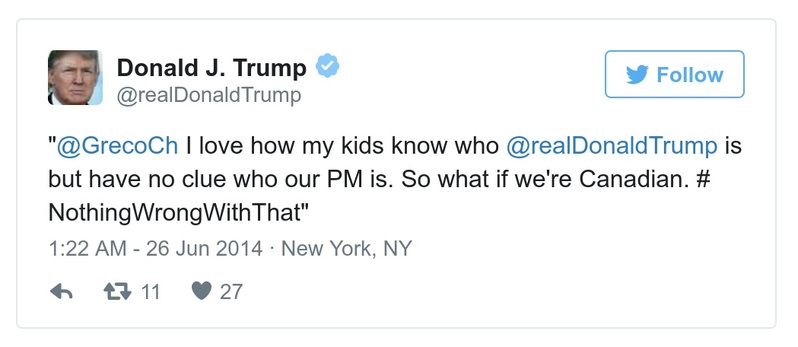 Donald J. Trump
@realDonaldTrump
Follow
"@GrecoCh I love how my kids know who @realDonaldTrump is
but have no clue who our PM is. So what if we're Canadian. #
NothingWrongWithThat"
1:22 AM - 26 Jun 2014 · New York, NY
11 27